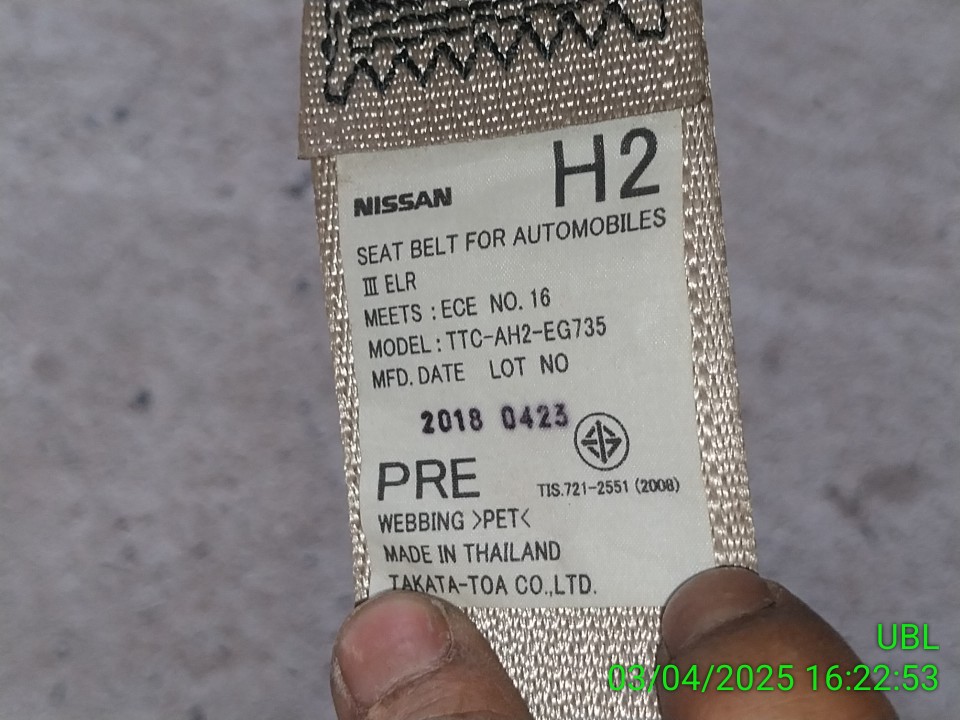 H2
NISSAN
SEAT BELT FOR AUTOMOBILES
III ELR
MEETS : ECE NO. 16
MODEL : TTC-AH2-EG735
MFD. DATE LOT NO
2018 0423
PRE
TIS.721-2551 (2008)
WEBBING >PET<
MADE IN THAILAND
TAKATA-TOA CO.,LTD.
UBL
03/04/2025 16:22:53